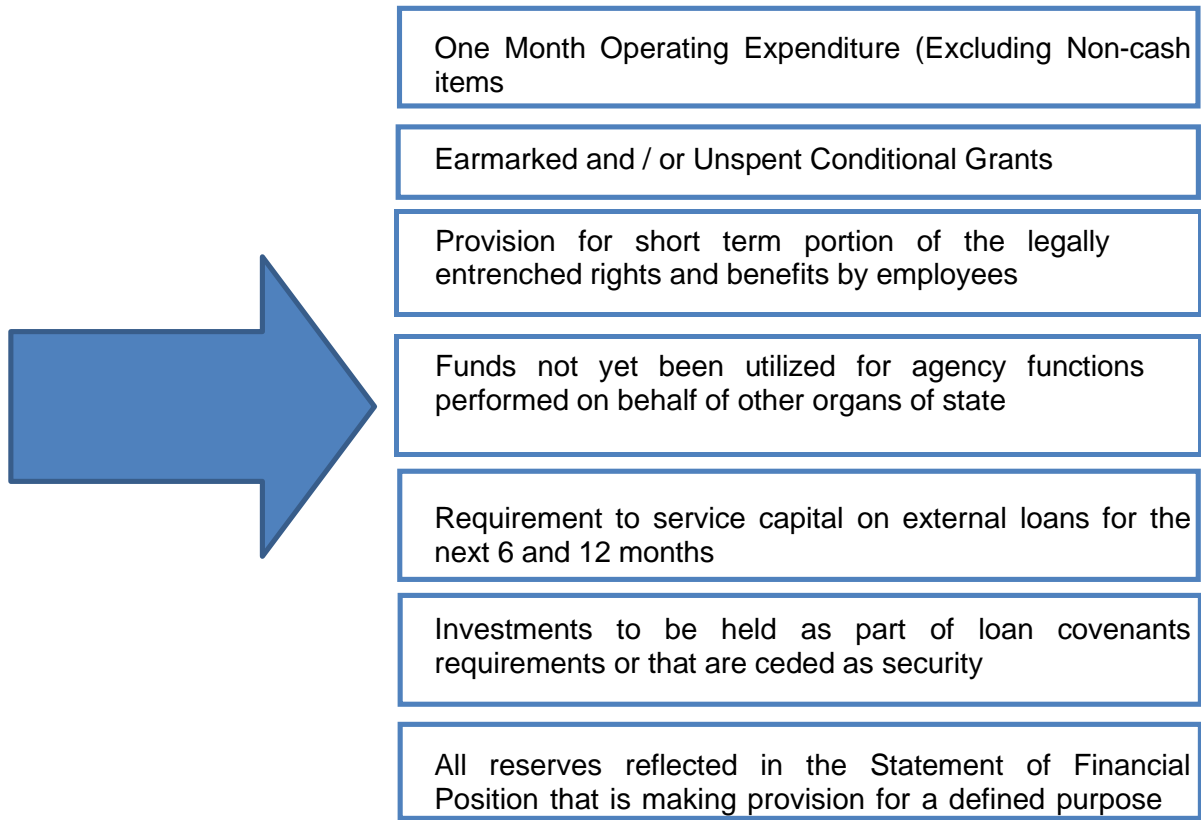 One Month Operating Expenditure (Excluding Non-cash
items
Earmarked and / or Unspent Conditional Grants
Provision for short term portion of the legally
entrenched rights and benefits by employees
Funds not yet been utilized for agency functions
performed on behalf of other organs of state
Requirement to service capital on external loans for the
next 6 and 12 months
Investments to be held as part of loan covenants
requirements or that are ceded as security
All reserves reflected in the Statement of Financial
Position that is making provision for a defined purpose